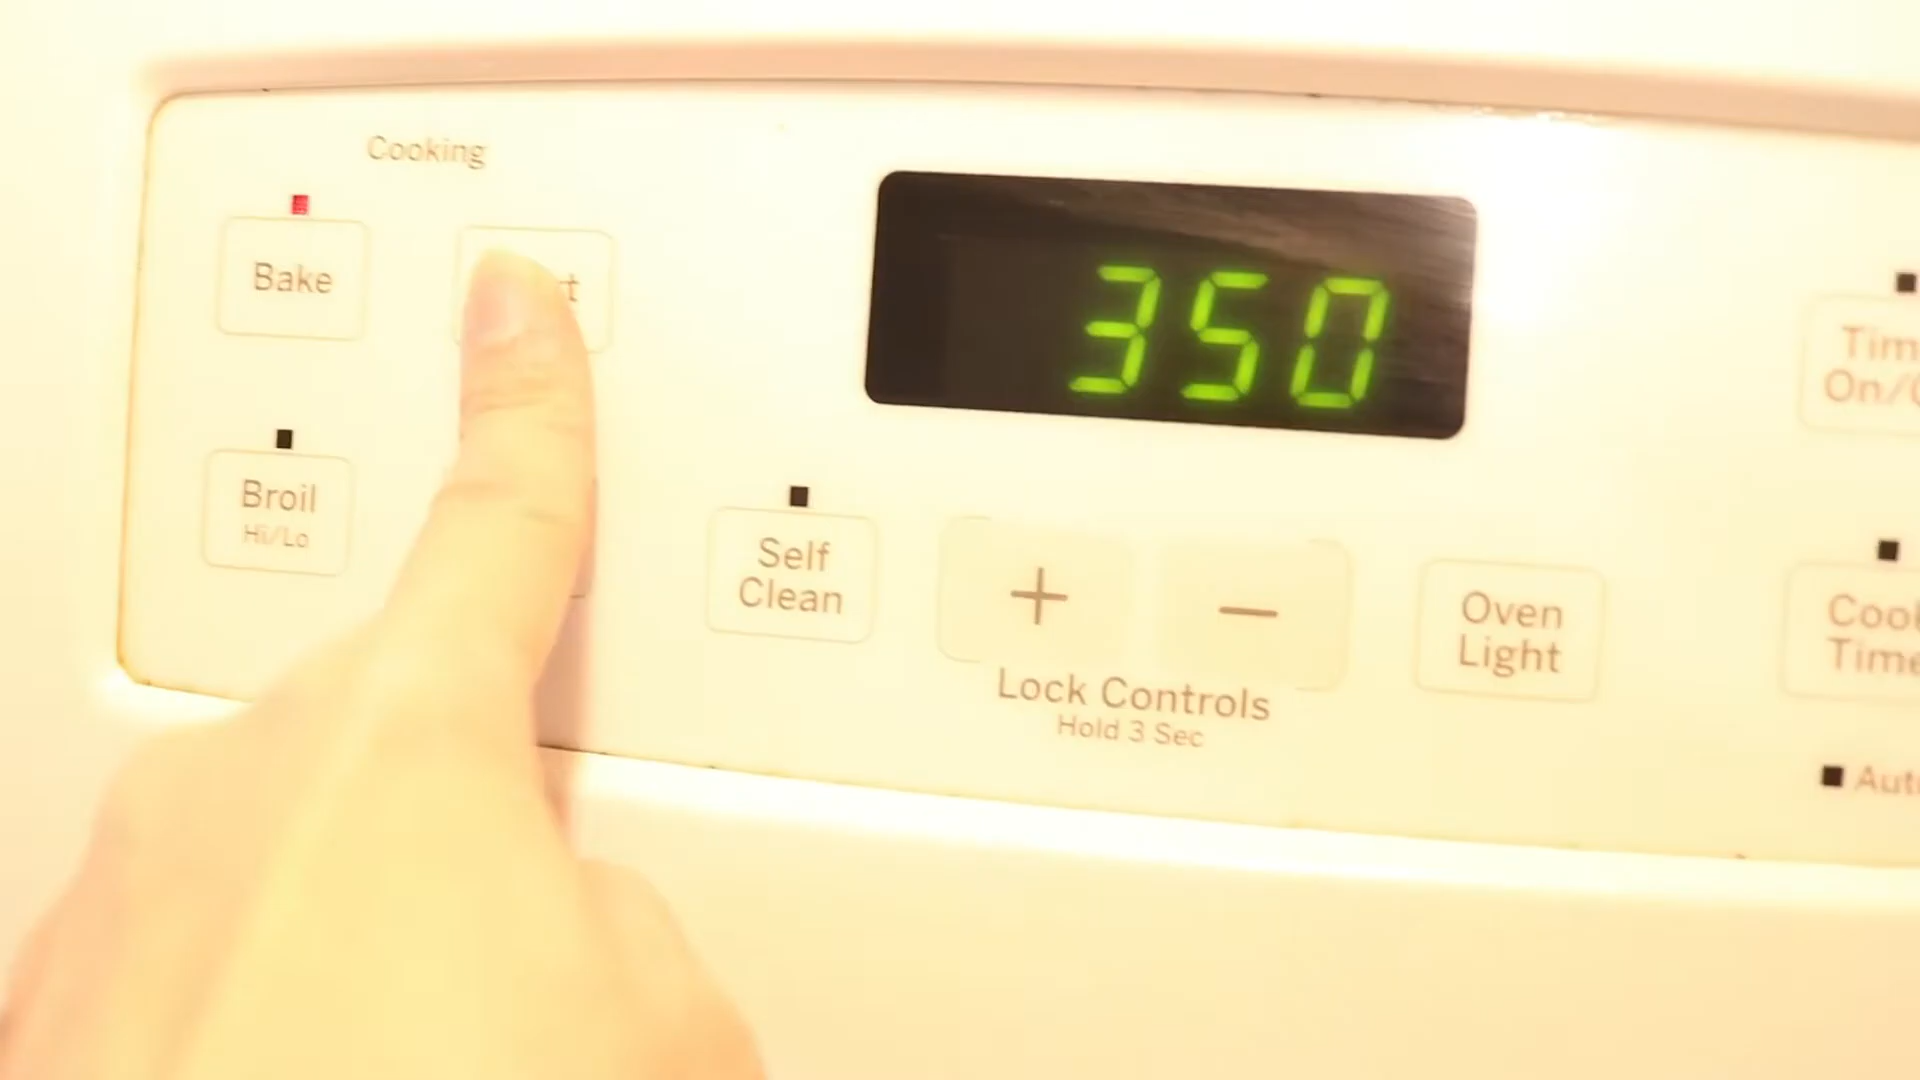 Cooking
Bake
350
Broil
Hi/Lo
Self
Clean
+
−
Lock Controls
Hold 3 Sec
Oven
Light